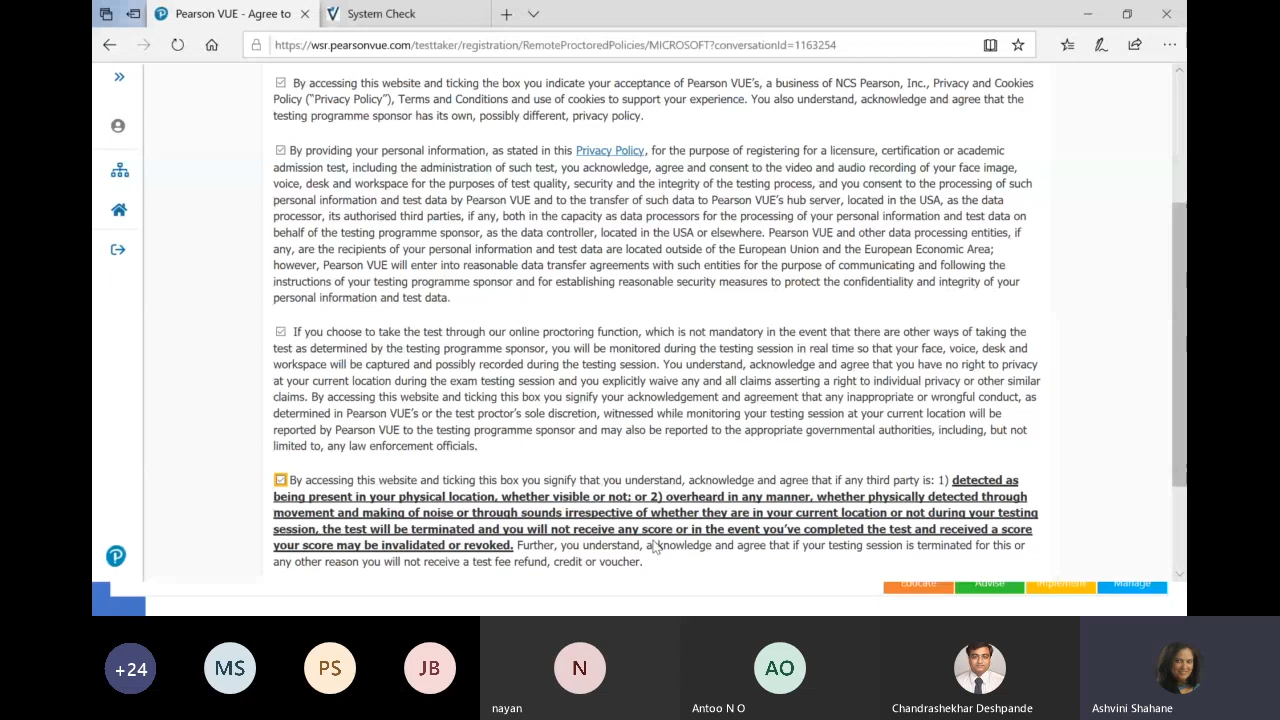 Pearson VUE - Agree to
System Check
https://wsr.pearsonvue.com/testtaker/registration/RemoteProctoredPolicies/MICROSOFT?conversationId=1163254
By accessing this website and ticking the box you indicate your acceptance of Pearson VUE's, a business of NCS Pearson, Inc., Privacy and Cookies
Policy ("Privacy Policy"), Terms and Conditions and use of cookies to support your experience. You also understand, acknowledge and agree that the
testing programme sponsor has its own, possibly different, privacy policy.
By providing your personal information, as stated in this Privacy Policy, for the purpose of registering for a licensure, certification or academic
admission test, including the administration of such test, you acknowledge, agree and consent to the video and audio recording of your face image,
voice, desk and workspace for the purposes of test quality, security and the integrity of the testing process, and you consent to the processing of such
personal information and test data by Pearson VUE and to the transfer of such data to Pearson VUE's hub server, located in the USA, as the data
processor, its authorised third parties, if any, both in the capacity as data processors for the processing of your personal information and test data on
behalf of the testing programme sponsor, as the data controller, located in the USA or elsewhere. Pearson VUE and other data processing entities, if
any, are the recipients of your personal information and test data are located outside of the European Union and the European Economic Area;
however, Pearson VUE will enter into reasonable data transfer agreements with such entities for the purpose of communicating and following the
instructions of your testing programme sponsor and for establishing reasonable security measures to protect the confidentiality and integrity of your
personal information and test data.
If you choose to take the test through our online proctoring function, which is not mandatory in the event that there are other ways of taking the
test as determined by the testing programme sponsor, you will be monitored during the testing session in real time so that your face, voice, desk and
workspace will be captured and possibly recorded during the testing session. You understand, acknowledge and agree that you have no right to privacy
at your current location during the exam testing session and you explicitly waive any and all claims asserting a right to individual privacy or other similar
claims. By accessing this website and ticking this box you signify your acknowledgement and agreement that any inappropriate or wrongful conduct, as
determined in Pearson VUE's or the test proctor's sole discretion, witnessed while monitoring your testing session at your current location will be
reported by Pearson VUE to the testing programme sponsor and may also be reported to the appropriate governmental authorities, including, but not
limited to, any law enforcement officials.
By accessing this website and ticking this box you signify that you understand, acknowledge and agree that if any third party is: 1) detected as
being present in your physical location, whether visible or not; or 2) overheard in any manner, whether physically detected through
movement and making of noise or through sounds irrespective of whether they are in your current location or not during your testing
session, the test will be terminated and you will not receive any score or in the event you've completed the test and received a score
your score may be invalidated or revoked. Further, you understand, acknowledge and agree that if your testing session is terminated for this or
any other reason you will not receive a test fee refund, credit or voucher.
Educate Advise Implement Manage
+24 MS PS JB N AO
nayan Antoo N O Chandrashekhar Deshpande Ashvini Shahane